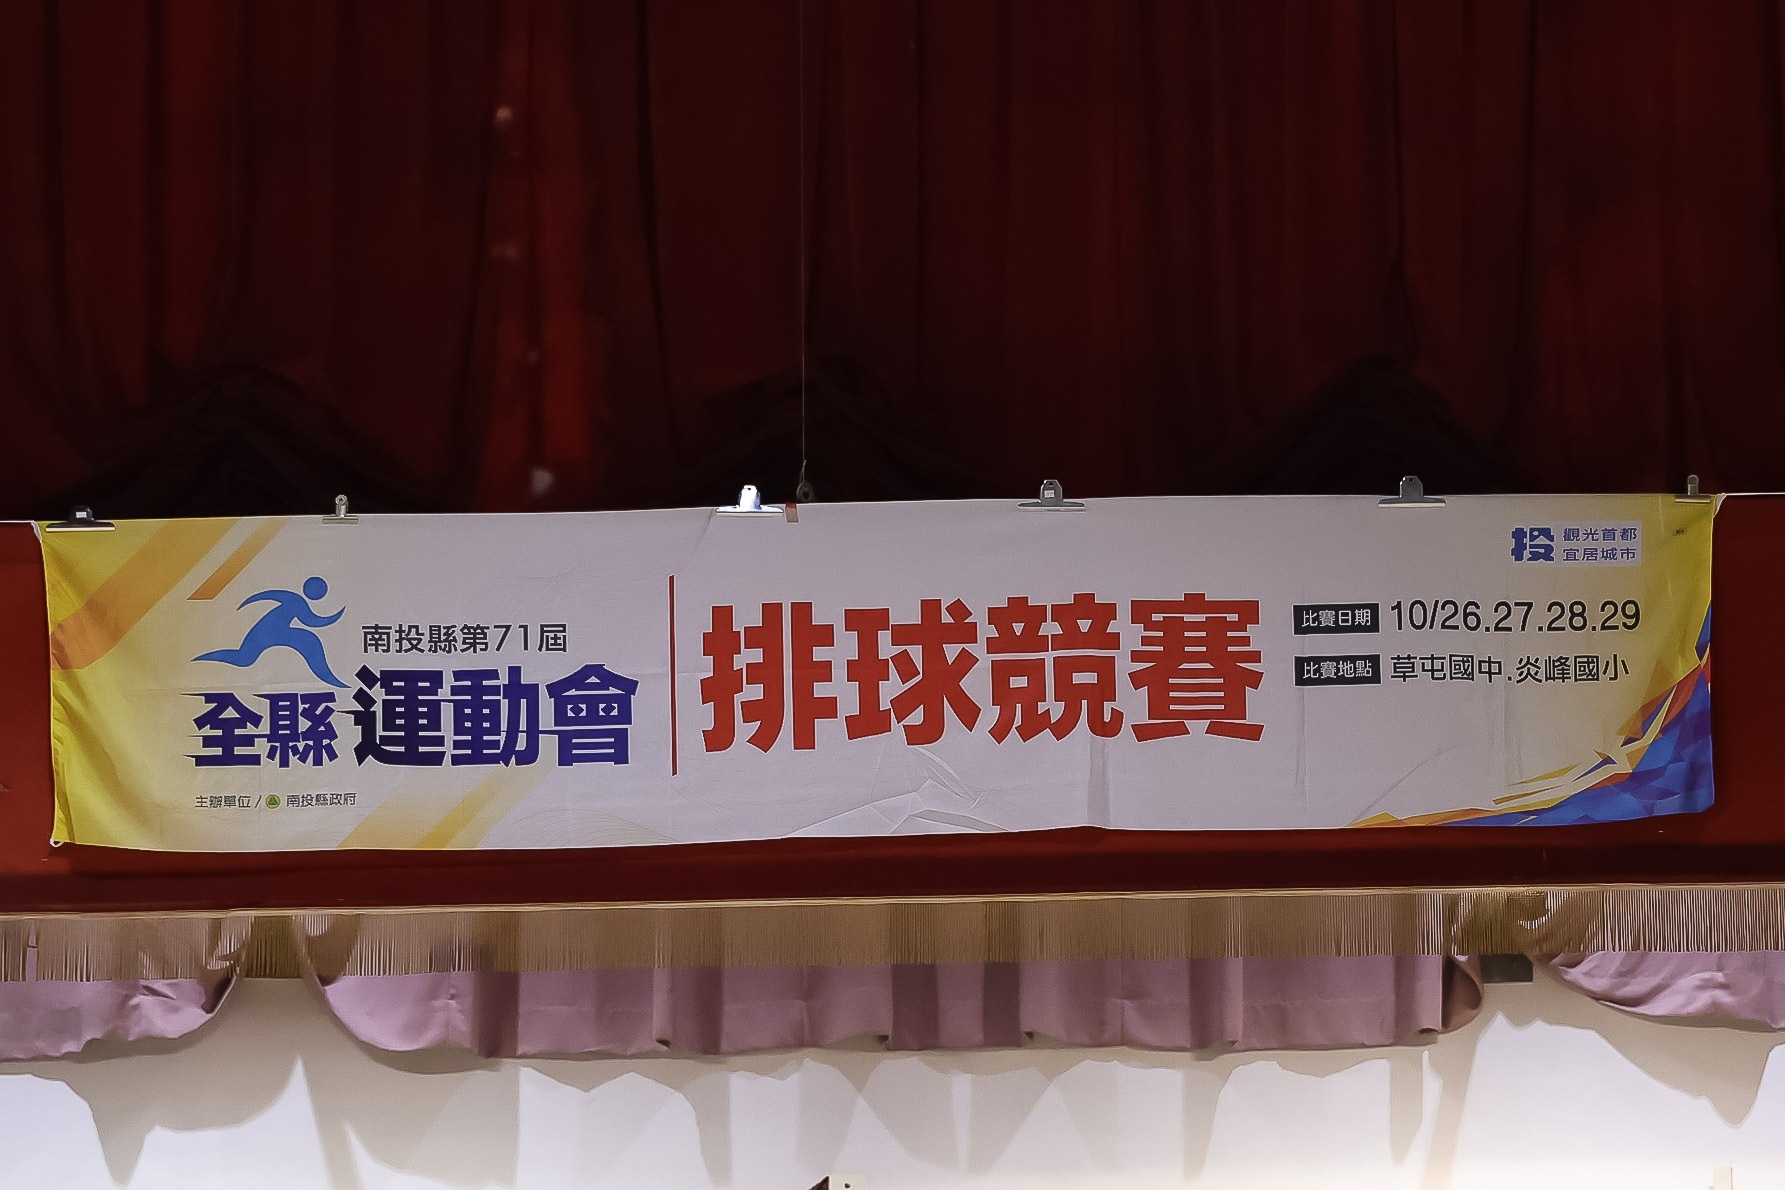 投 觀光首都
宜居城市
南投縣第71屆
全縣運動會
排球競賽
比賽日期 10/26.27.28.29
比賽地點 草屯國中.炎峰國小
主辦單位/ 南投縣政府